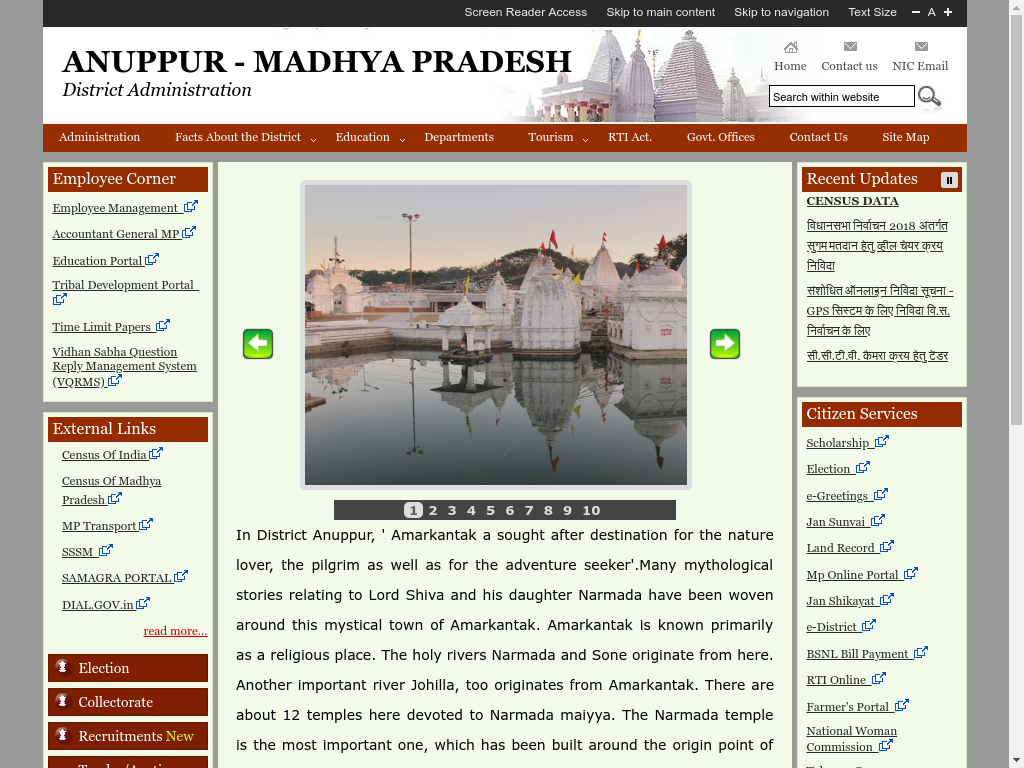 Screen Reader Access Skip to main content Skip to navigation Text Size − A +
ANUPPUR - MADHYA PRADESH
District Administration
Home Contact us NIC Email
Search within website
Administration Facts About the District Education Departments Tourism RTI Act. Govt. Offices Contact Us Site Map
Employee Corner
Employee Management
Accountant General MP
Education Portal
Tribal Development Portal
Time Limit Papers
Vidhan Sabha Question
Reply Management System
(VQRMS)
External Links
Census Of India
Census Of Madhya
Pradesh
MP Transport
SSSM
SAMAGRA PORTAL
DIAL.GOV.in
read more...
Election
Collectorate
Recruitments New
1 2 3 4 5 6 7 8 9 10
In District Anuppur, ' Amarkantak a sought after destination for the nature
lover, the pilgrim as well as for the adventure seeker'.Many mythological
stories relating to Lord Shiva and his daughter Narmada have been woven
around this mystical town of Amarkantak. Amarkantak is known primarily
as a religious place. The holy rivers Narmada and Sone originate from here.
Another important river Johilla, too originates from Amarkantak. There are
about 12 temples here devoted to Narmada maiyya. The Narmada temple
is the most important one, which has been built around the origin point of
Recent Updates
CENSUS DATA
विधानसभा निर्वाचन 2018 अंतर्गत
सुगम मतदान हेतु व्हील चेयर क्रय
निविदा
संशोधित ऑनलाइन निविदा सूचना -
GPS सिस्टम के लिए निविदा वि.स.
निर्वाचन के लिए
सी.सी.टी.वी. कैमरा क्रय हेतु टेंडर
Citizen Services
Scholarship
Election
e-Greetings
Jan Sunvai
Land Record
Mp Online Portal
Jan Shikayat
e-District
BSNL Bill Payment
RTI Online
Farmer's Portal
National Woman
Commission